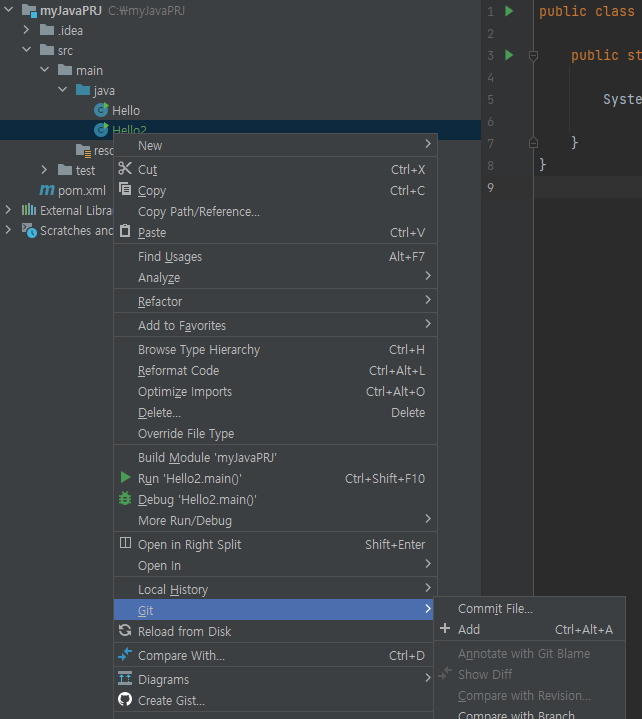 myJavaPRJ C:₩myJavaPRJ
.idea
src
main
java
Hello
Hello2
test
pom.xml
External Libra
Scratches and
New
Cut Ctrl+X
Copy Ctrl+C
Copy Path/Reference...
Paste Ctrl+V
Find Usages Alt+F7
Analyze
Refactor
Add to Favorites
Browse Type Hierarchy Ctrl+H
Reformat Code Ctrl+Alt+L
Optimize Imports Ctrl+Alt+O
Delete... Delete
Override File Type
Build Module 'myJavaPRJ'
Run 'Hello2.main()' Ctrl+Shift+F10
Debug 'Hello2.main()'
More Run/Debug
Open in Right Split Shift+Enter
Open In
Local History
Git
Reload from Disk
Compare With... Ctrl+D
Diagrams
Create Gist...
Commit File...
Add Ctrl+Alt+A
Annotate with Git Blame
Show Diff
Compare with Revision...
Compare with Branch
1 public class
2
3 public st
4
5 Syste
6
7 }
8 }
9